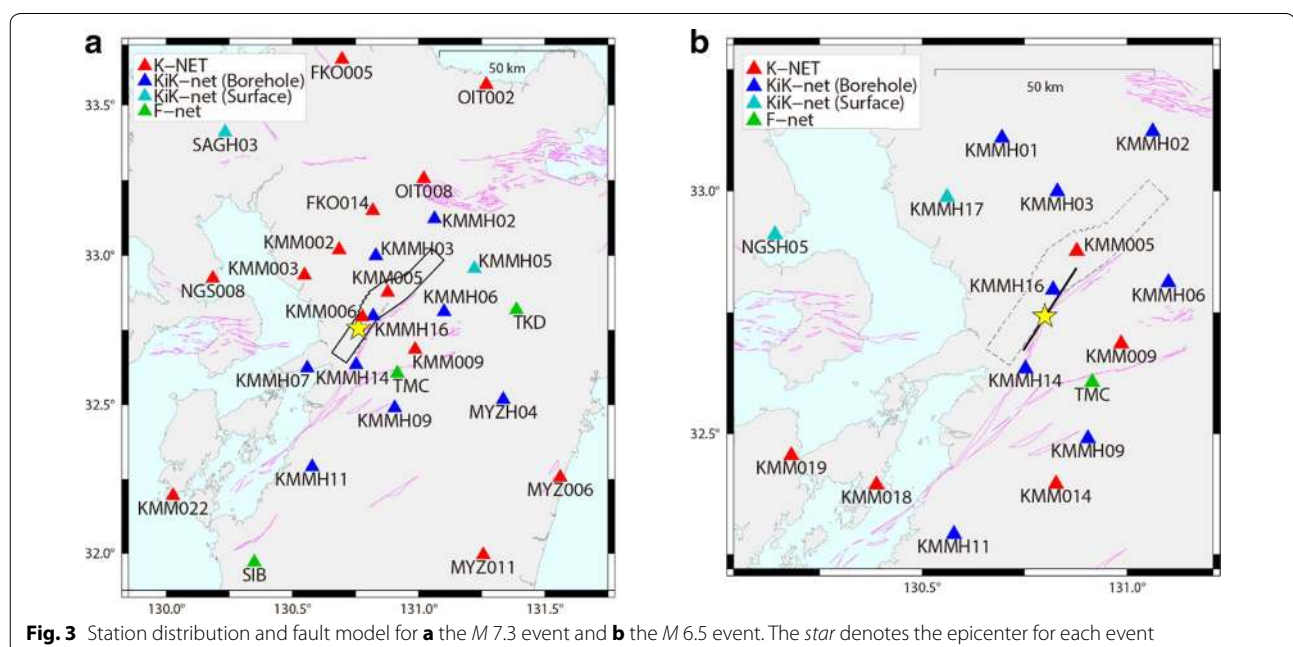 a
K−NET
KiK−net (Borehole)
KiK−net (Surface)
F−net
50 km
FKO005
OIT002
33.5°
SAGH03
OIT008
FKO014
KMMH02
KMM002
KMMH03
33.0°
KMM003
KMM005
KMMH05
NGS008
KMMH06
KMM006
TKD
KMMH16
KMM009
KMMH07
KMMH14
TMC
32.5°
KMMH09
MYZH04
KMMH11
MYZ006
KMM022
32.0°
SIB
MYZ011
130.0°
130.5°
131.0°
131.5°
b
K−NET
KiK−net (Borehole)
KiK−net (Surface)
F−net
50 km
KMMH01
KMMH02
33.0°
KMMH17
KMMH03
NGSH05
KMM005
KMMH16
KMMH06
KMM009
KMMH14
TMC
32.5°
KMMH09
KMM019
KMM018
KMM014
KMMH11
130.5°
131.0°
Fig. 3 Station distribution and fault model for a the M 7.3 event and b the M 6.5 event. The star denotes the epicenter for each event